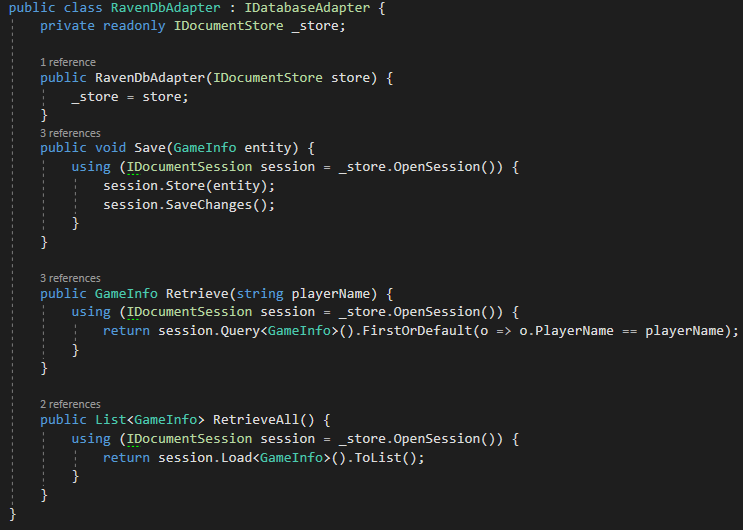 public class RavenDbAdapter : IDatabaseAdapter {
    private readonly IDocumentStore _store;

    1 reference
    public RavenDbAdapter(IDocumentStore store) {
        _store = store;
    }
    3 references
    public void Save(GameInfo entity) {
        using (IDocumentSession session = _store.OpenSession()) {
            session.Store(entity);
            session.SaveChanges();
        }
    }

    3 references
    public GameInfo Retrieve(string playerName) {
        using (IDocumentSession session = _store.OpenSession()) {
            return session.Query<GameInfo>().FirstOrDefault(o => o.PlayerName == playerName);
        }
    }

    2 references
    public List<GameInfo> RetrieveAll() {
        using (IDocumentSession session = _store.OpenSession()) {
            return session.Load<GameInfo>().ToList();
        }
    }
}